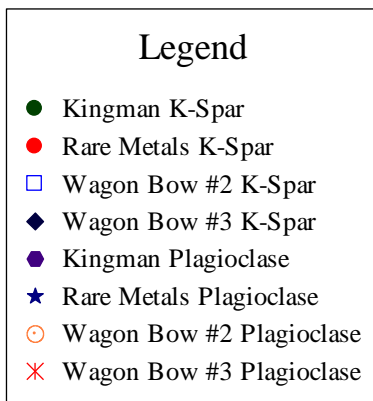 Legend
Kingman K-Spar
Rare Metals K-Spar
Wagon Bow #2 K-Spar
Wagon Bow #3 K-Spar
Kingman Plagioclase
Rare Metals Plagioclase
Wagon Bow #2 Plagioclase
Wagon Bow #3 Plagioclase